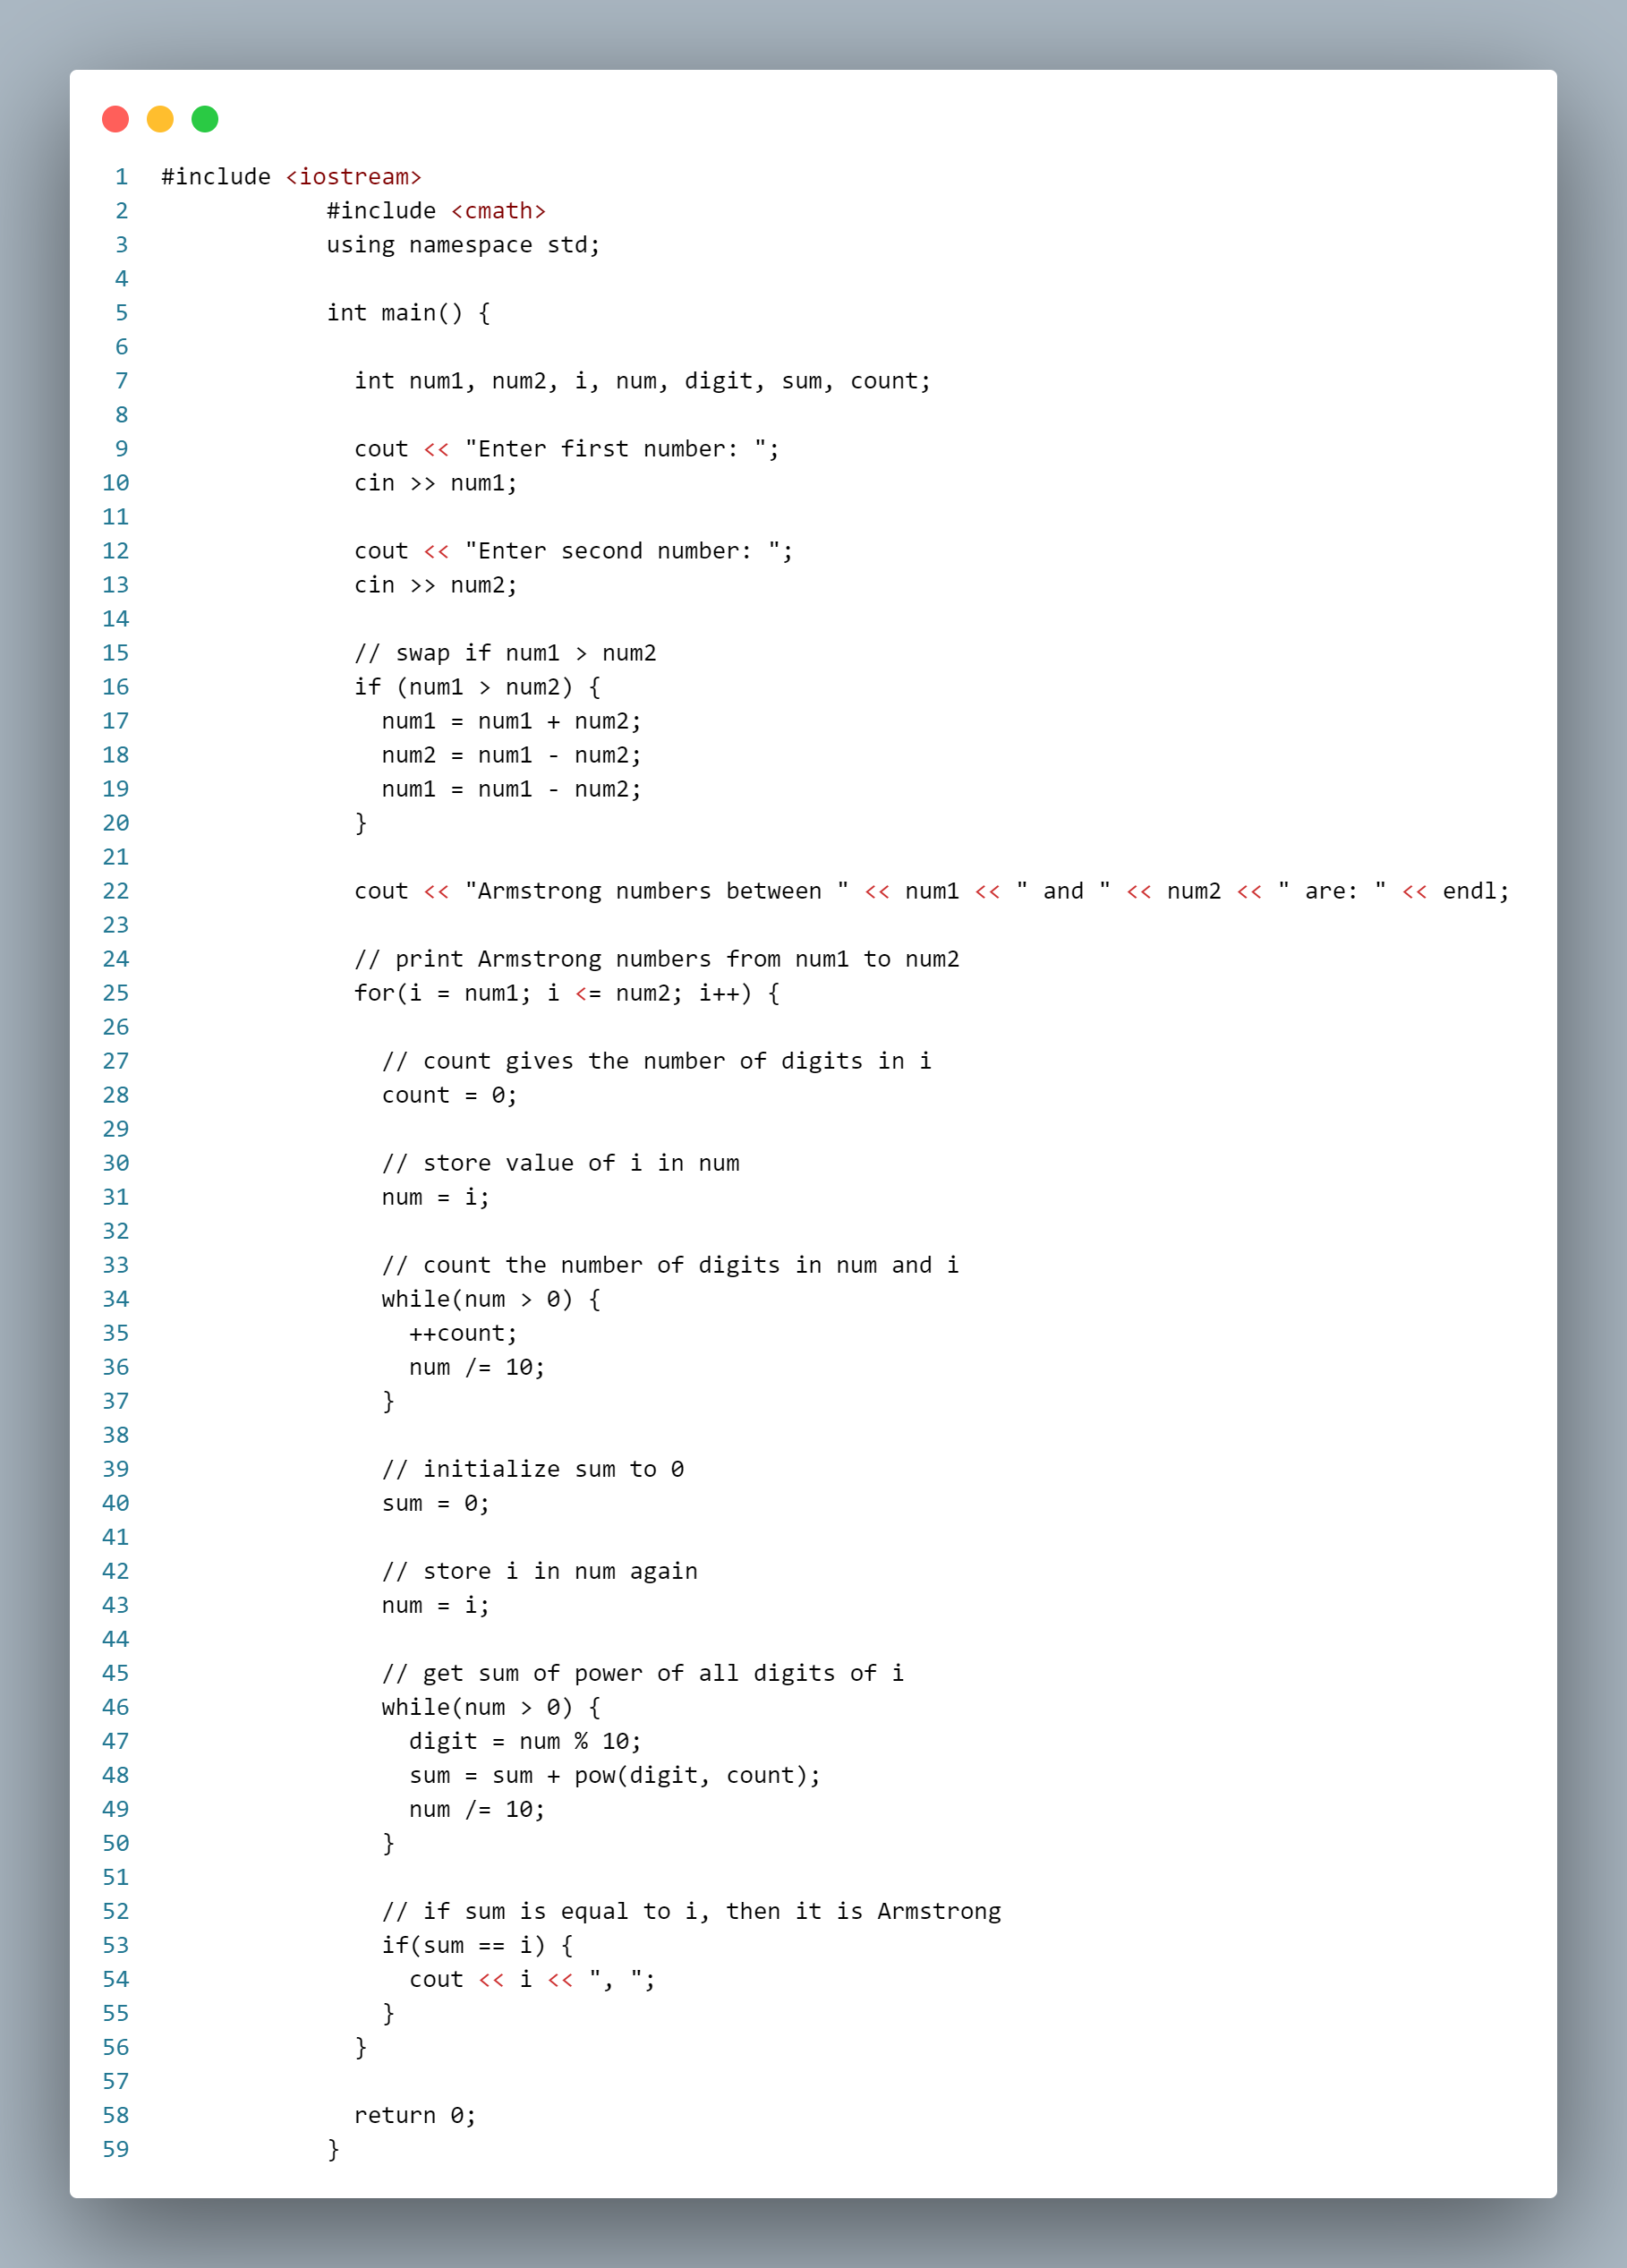 1 #include <iostream>
2 #include <cmath>
3 using namespace std;
4
5 int main() {
6
7 int num1, num2, i, num, digit, sum, count;
8
9 cout << "Enter first number: ";
10 cin >> num1;
11
12 cout << "Enter second number: ";
13 cin >> num2;
14
15 // swap if num1 > num2
16 if (num1 > num2) {
17 num1 = num1 + num2;
18 num2 = num1 - num2;
19 num1 = num1 - num2;
20 }
21
22 cout << "Armstrong numbers between " << num1 << " and " << num2 << " are: " << endl;
23
24 // print Armstrong numbers from num1 to num2
25 for(i = num1; i <= num2; i++) {
26
27 // count gives the number of digits in i
28 count = 0;
29
30 // store value of i in num
31 num = i;
32
33 // count the number of digits in num and i
34 while(num > 0) {
35 ++count;
36 num /= 10;
37 }
38
39 // initialize sum to 0
40 sum = 0;
41
42 // store i in num again
43 num = i;
44
45 // get sum of power of all digits of i
46 while(num > 0) {
47 digit = num % 10;
48 sum = sum + pow(digit, count);
49 num /= 10;
50 }
51
52 // if sum is equal to i, then it is Armstrong
53 if(sum == i) {
54 cout << i << ", ";
55 }
56 }
57
58 return 0;
59 }